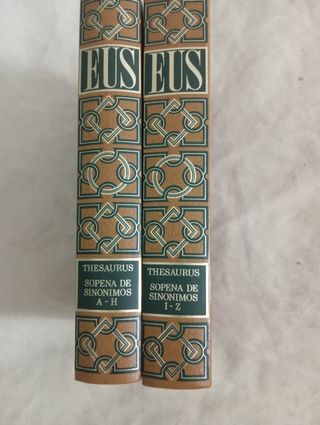 EUS
THESAURUS
SOPENA DE
SINONIMOS
A - H
EUS
THESAURUS
SOPENA DE
SINONIMOS
I - Z